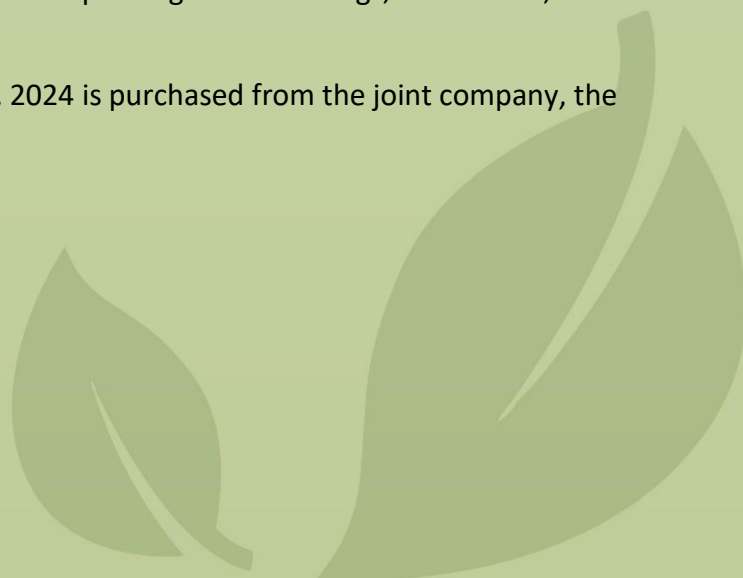 2024 is purchased from the joint company, the